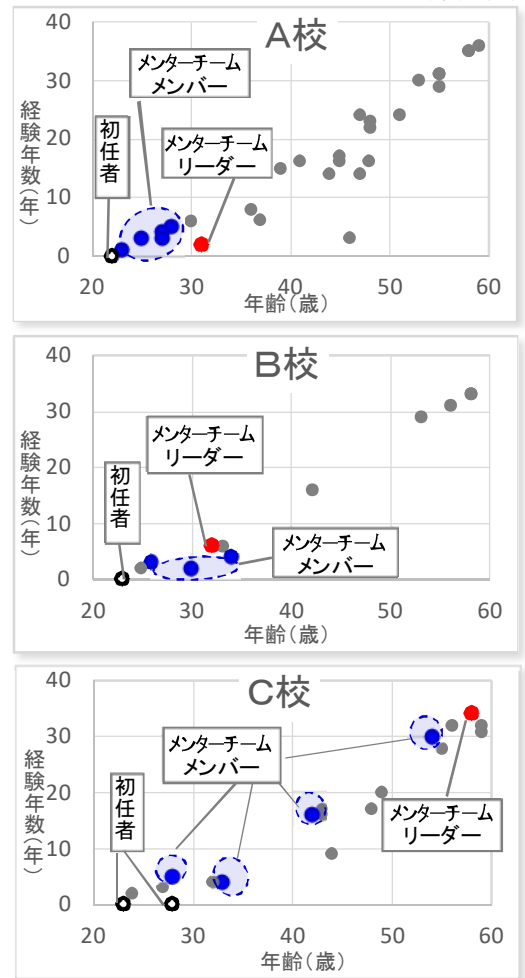 A校
40
30
20
10
0
経験年数(年)
メンターチーム
メンバー
初任者
メンターチーム
リーダー
20
30
40
50
60
年齢(歳)
B校
40
30
20
10
0
経験年数(年)
メンターチーム
リーダー
初任者
メンターチーム
メンバー
20
30
40
50
60
年齢(歳)
C校
40
30
20
10
0
経験年数(年)
メンターチーム
メンバー
初任者
メンターチーム
リーダー
20
30
40
50
60
年齢(歳)